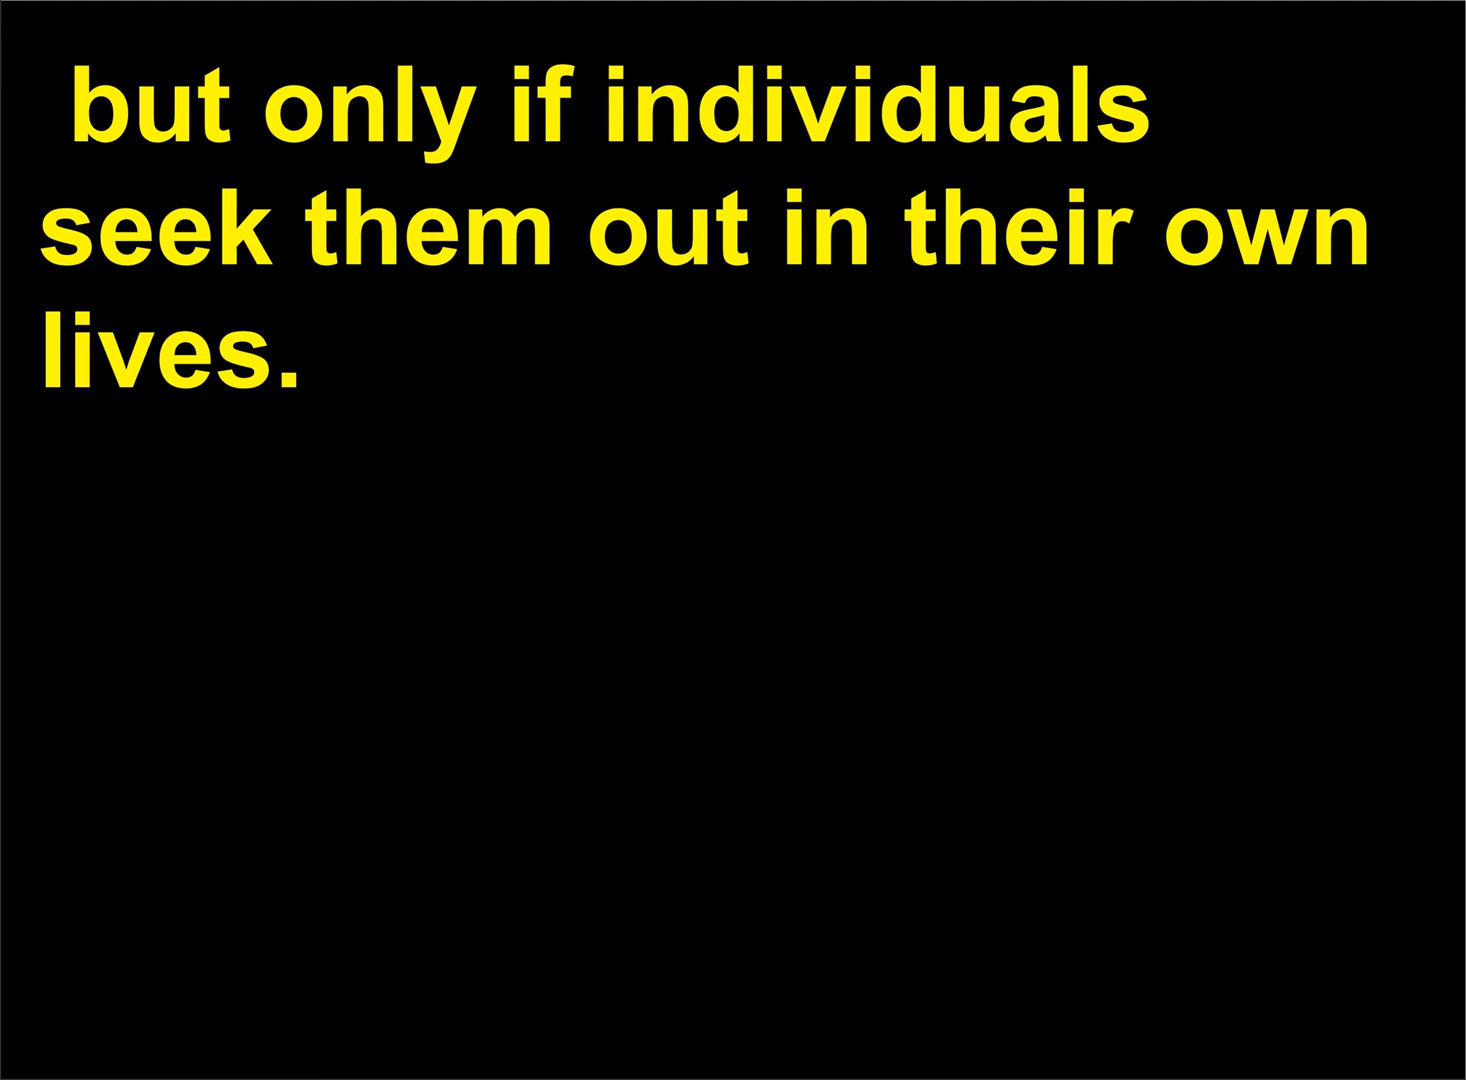 but only if individuals
seek them out in their own
lives.